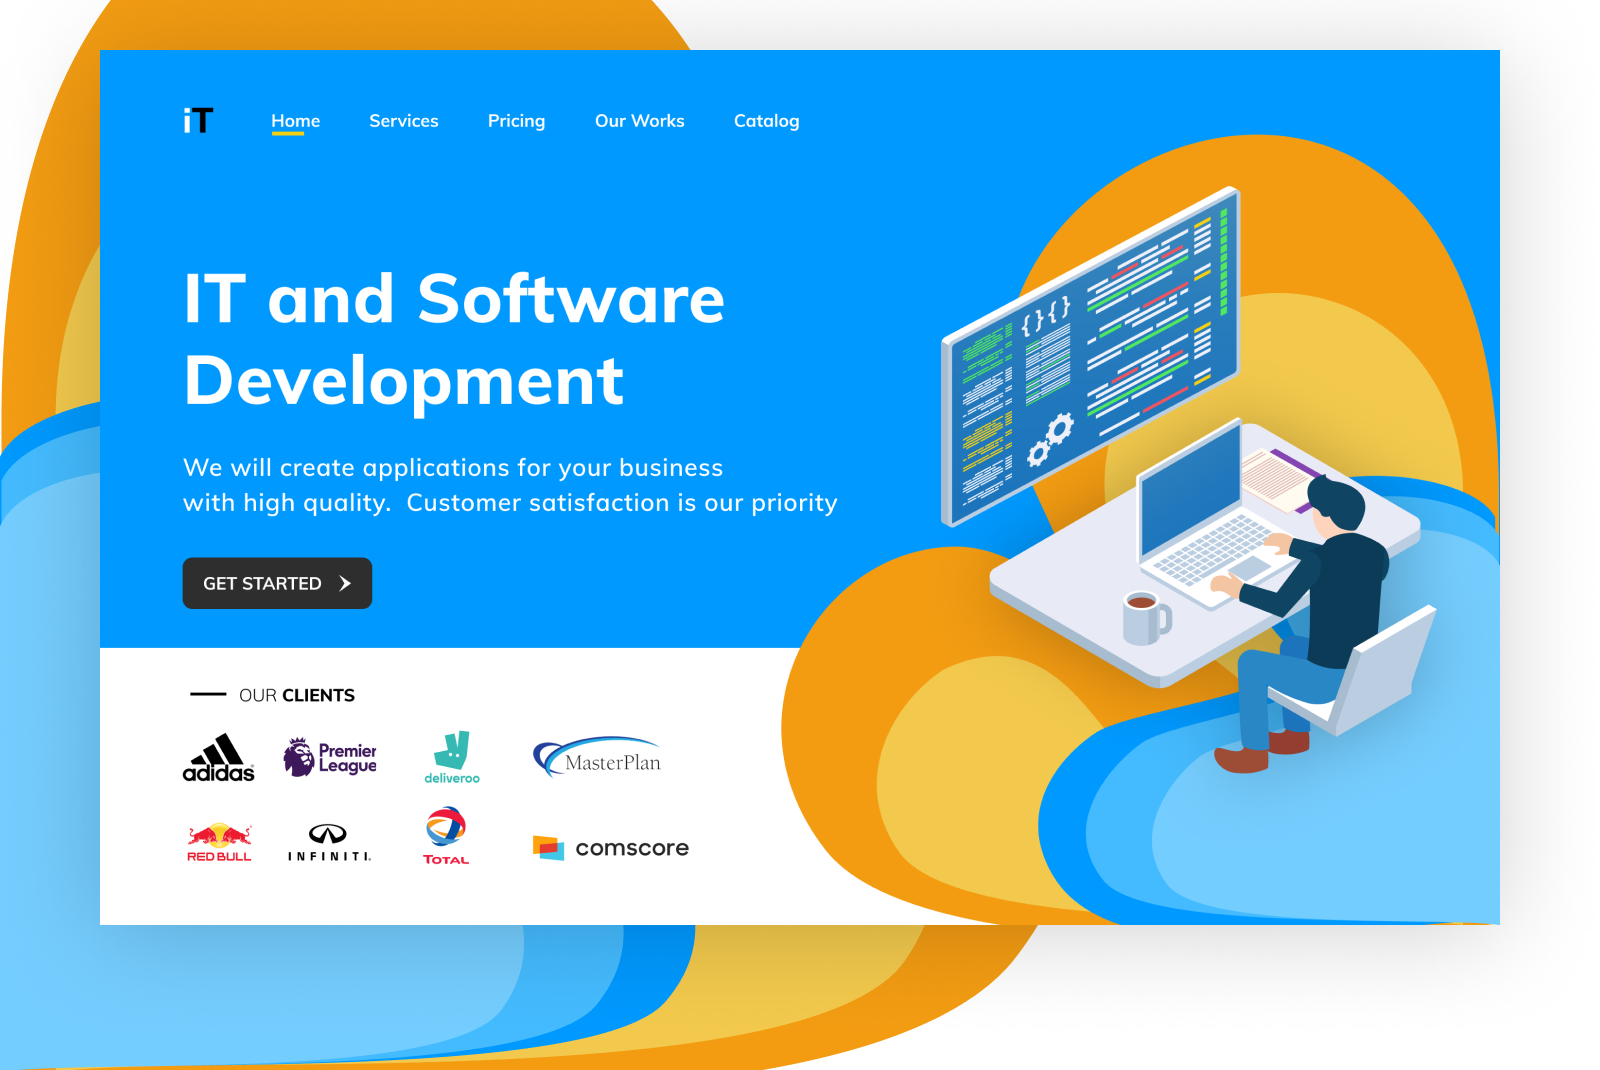 iT
Home Services Pricing Our Works Catalog
IT and Software
Development
We will create applications for your business
with high quality. Customer satisfaction is our priority
GET STARTED
{ } { }
OUR CLIENTS
adidas
Premier
League
deliveroo
MasterPlan
RED BULL
INFINITI
TOTAL
comscore